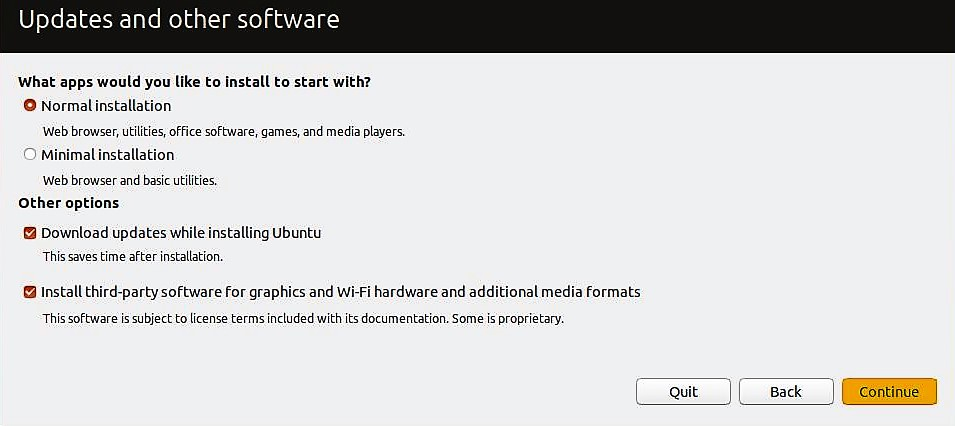 Updates and other software
What apps would you like to install to start with?
Normal installation
Web browser, utilities, office software, games, and media players.
Minimal installation
Web browser and basic utilities.
Other options
Download updates while installing Ubuntu
This saves time after installation.
Install third-party software for graphics and Wi-Fi hardware and additional media formats
This software is subject to license terms included with its documentation. Some is proprietary.
Quit Back Continue